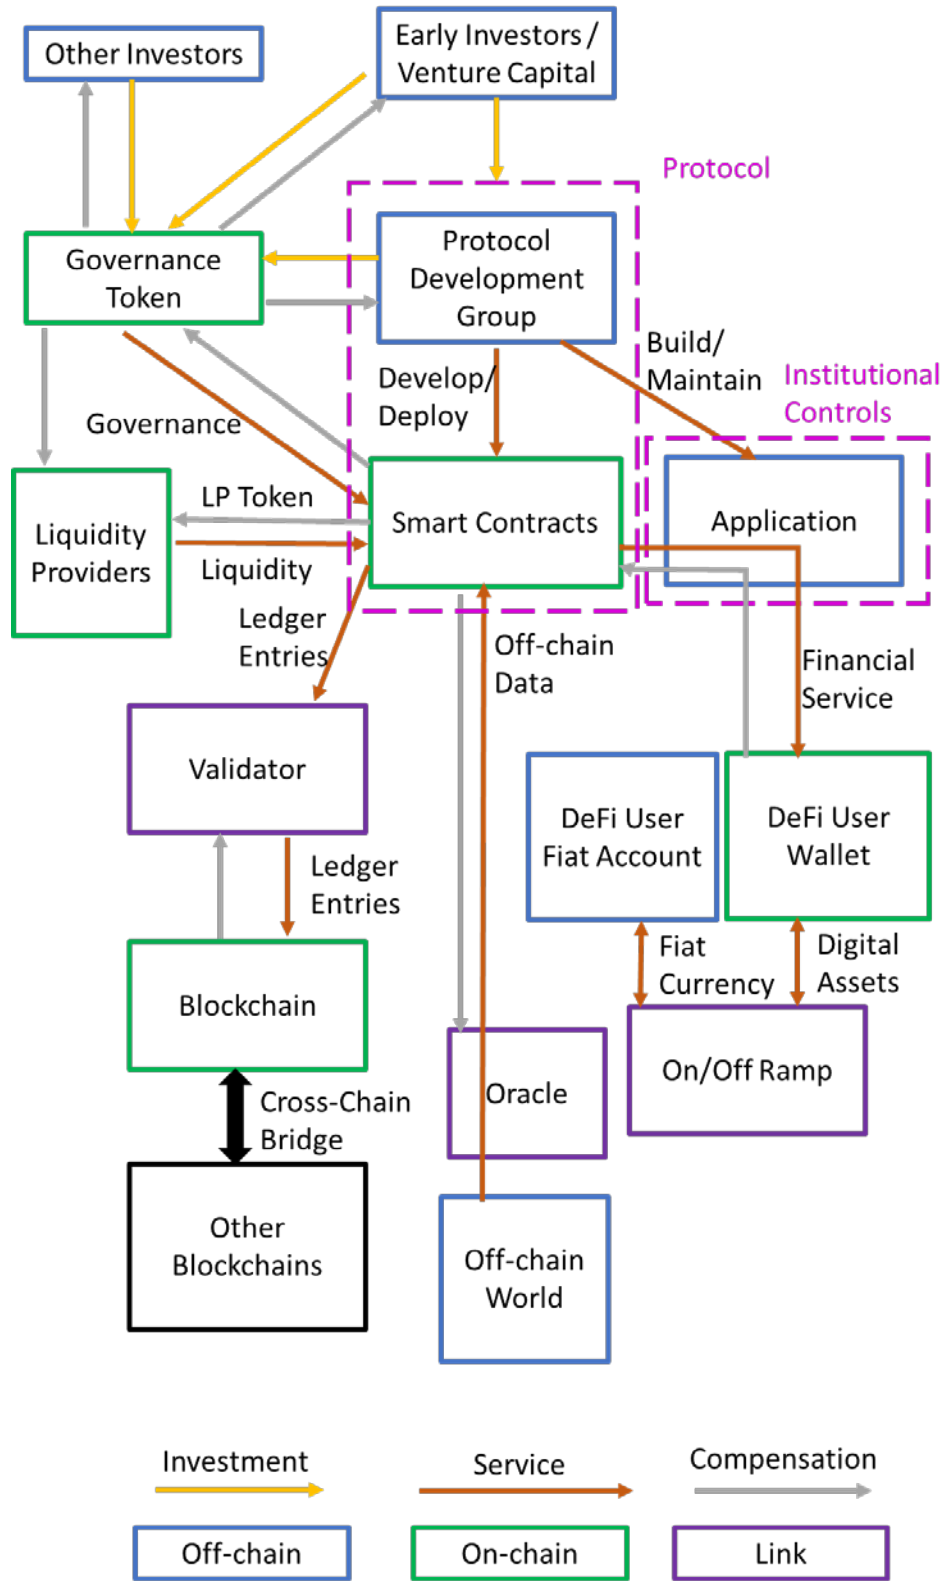 Other Investors
Early Investors /
Venture Capital
Protocol
Governance
Token
Protocol
Development
Group
Build/
Maintain
Develop/
Deploy
Institutional
Controls
Governance
Liquidity
Providers
LP Token
Liquidity
Smart Contracts
Application
Ledger
Entries
Off-chain
Data
Financial
Service
Validator
DeFi User
Fiat Account
DeFi User
Wallet
Ledger
Entries
Fiat
Currency
Digital
Assets
Blockchain
Oracle
On/Off Ramp
Cross-Chain
Bridge
Other
Blockchains
Off-chain
World
Investment
Service
Compensation
Off-chain
On-chain
Link